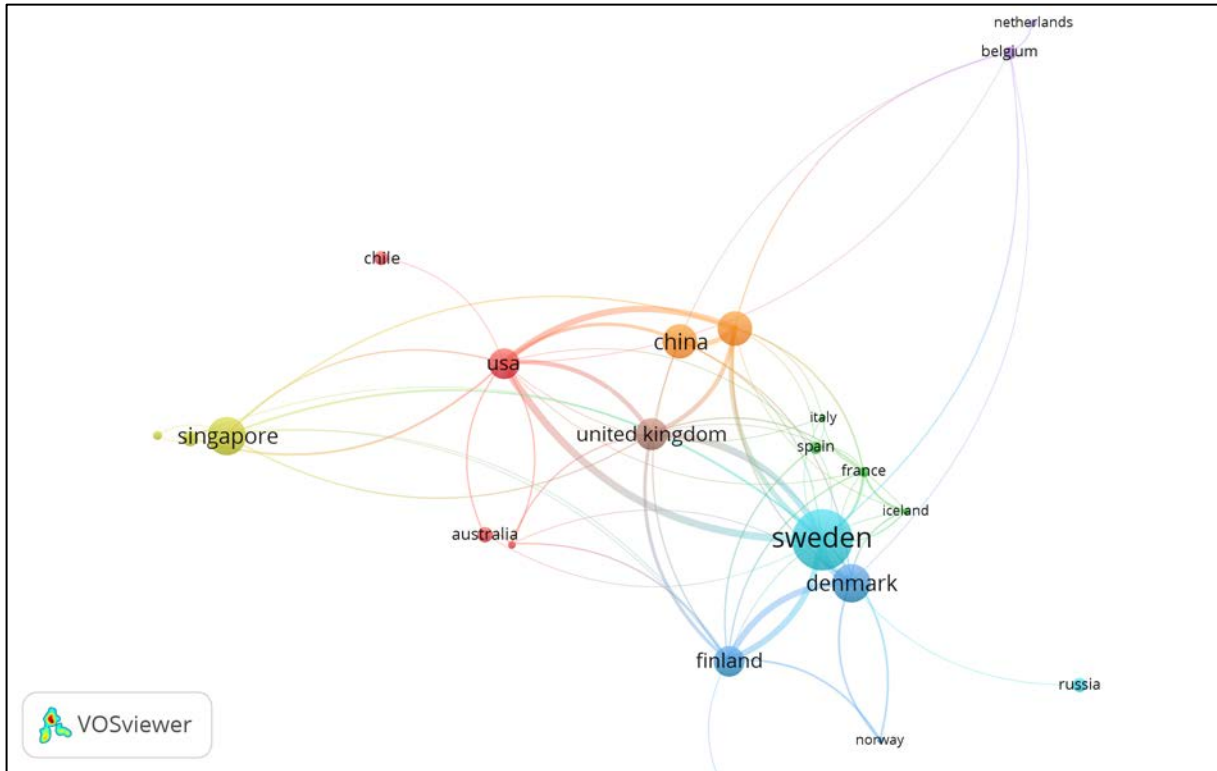 netherlands
belgium
chile
china
usa
italy
singapore
united kingdom
spain
france
iceland
australia
sweden
denmark
finland
russia
norway
VOSviewer